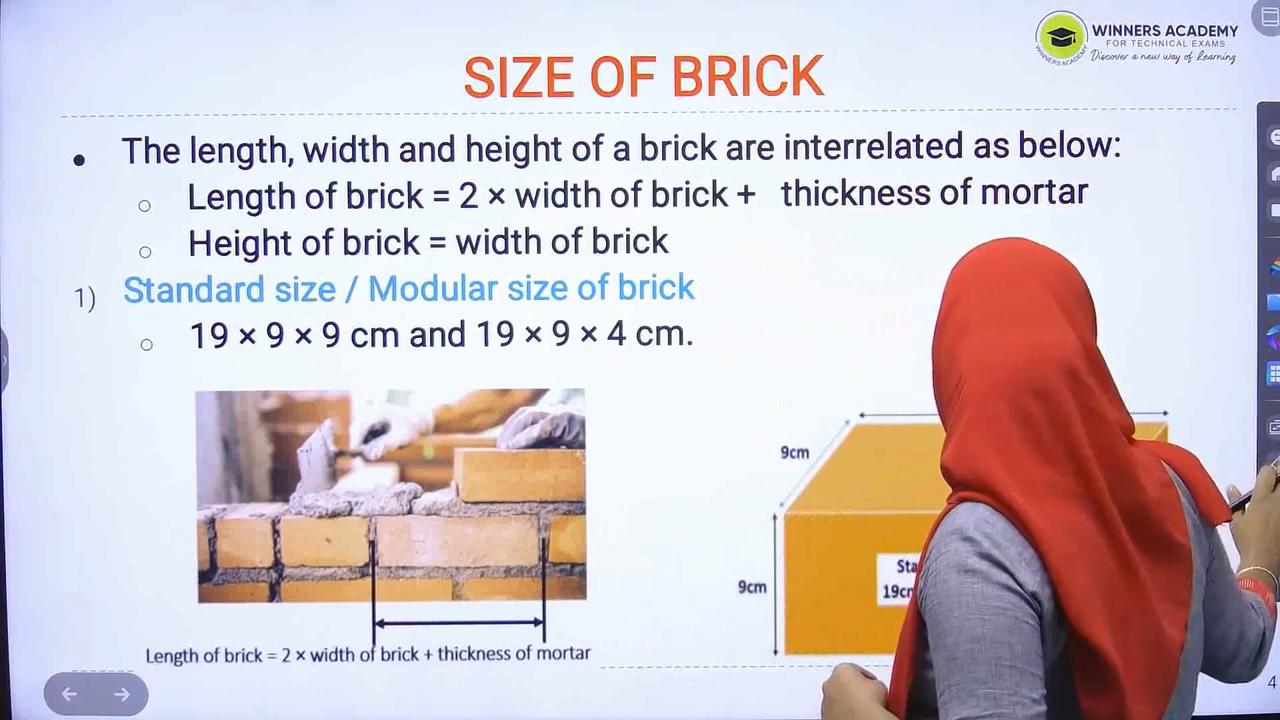 WINNERS ACADEMY
FOR TECHNICAL EXAMS
Discover a new way of Learning
WINNERS ACADEMY
SIZE OF BRICK
• The length, width and height of a brick are interrelated as below:
○ Length of brick = 2 × width of brick + thickness of mortar
○ Height of brick = width of brick
1) Standard size / Modular size of brick
○ 19 × 9 × 9 cm and 19 × 9 × 4 cm.
9cm
9cm
Length of brick = 2 × width of brick + thickness of mortar
4